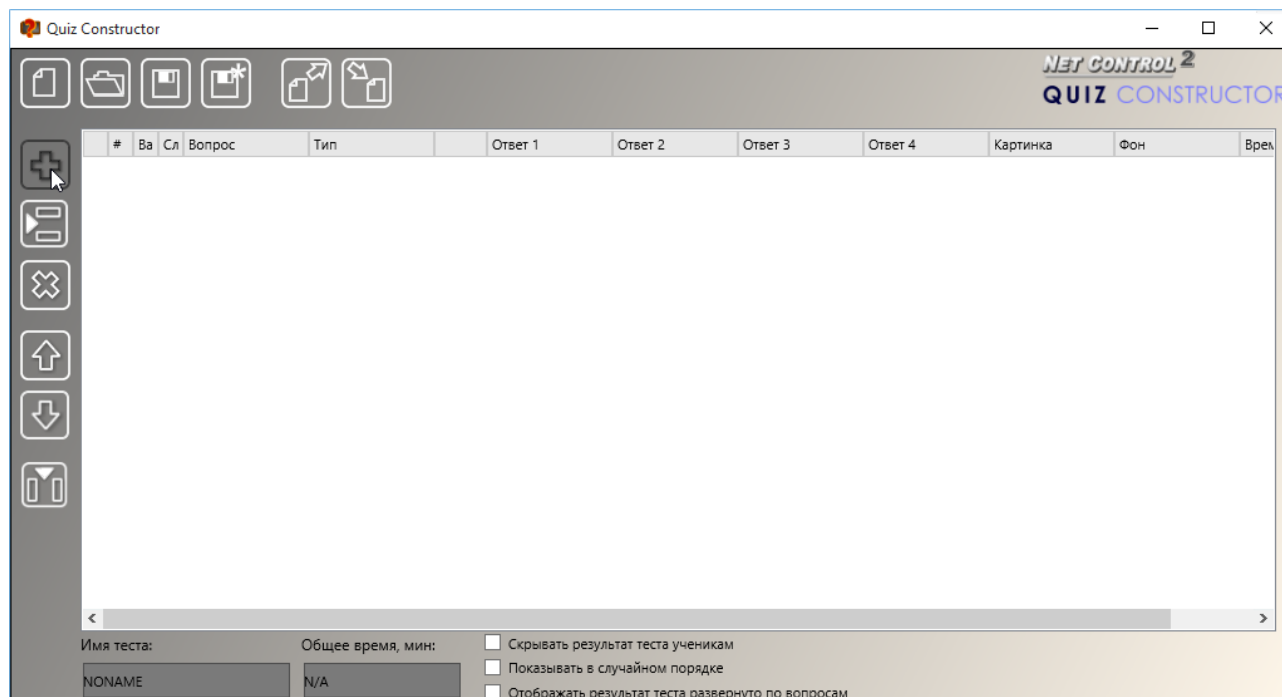 Quiz Constructor
NET CONTROL 2
QUIZ CONSTRUCTOR
# Ва Сл Вопрос Тип Ответ 1 Ответ 2 Ответ 3 Ответ 4 Картинка Фон Врем
Имя теста: Общее время, мин: Скрывать результат теста ученикам
Показывать в случайном порядке
NONAME N/A
Отображать результат теста развернуто по вопросам